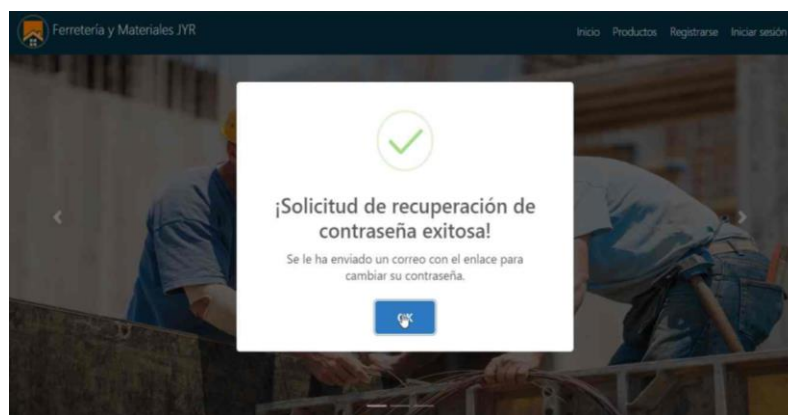 Ferretería y Materiales JYR
Inicio Productos Registrarse Iniciar sesión
¡Solicitud de recuperación de
contraseña exitosa!
Se le ha enviado un correo con el enlace para
cambiar su contraseña.
OK